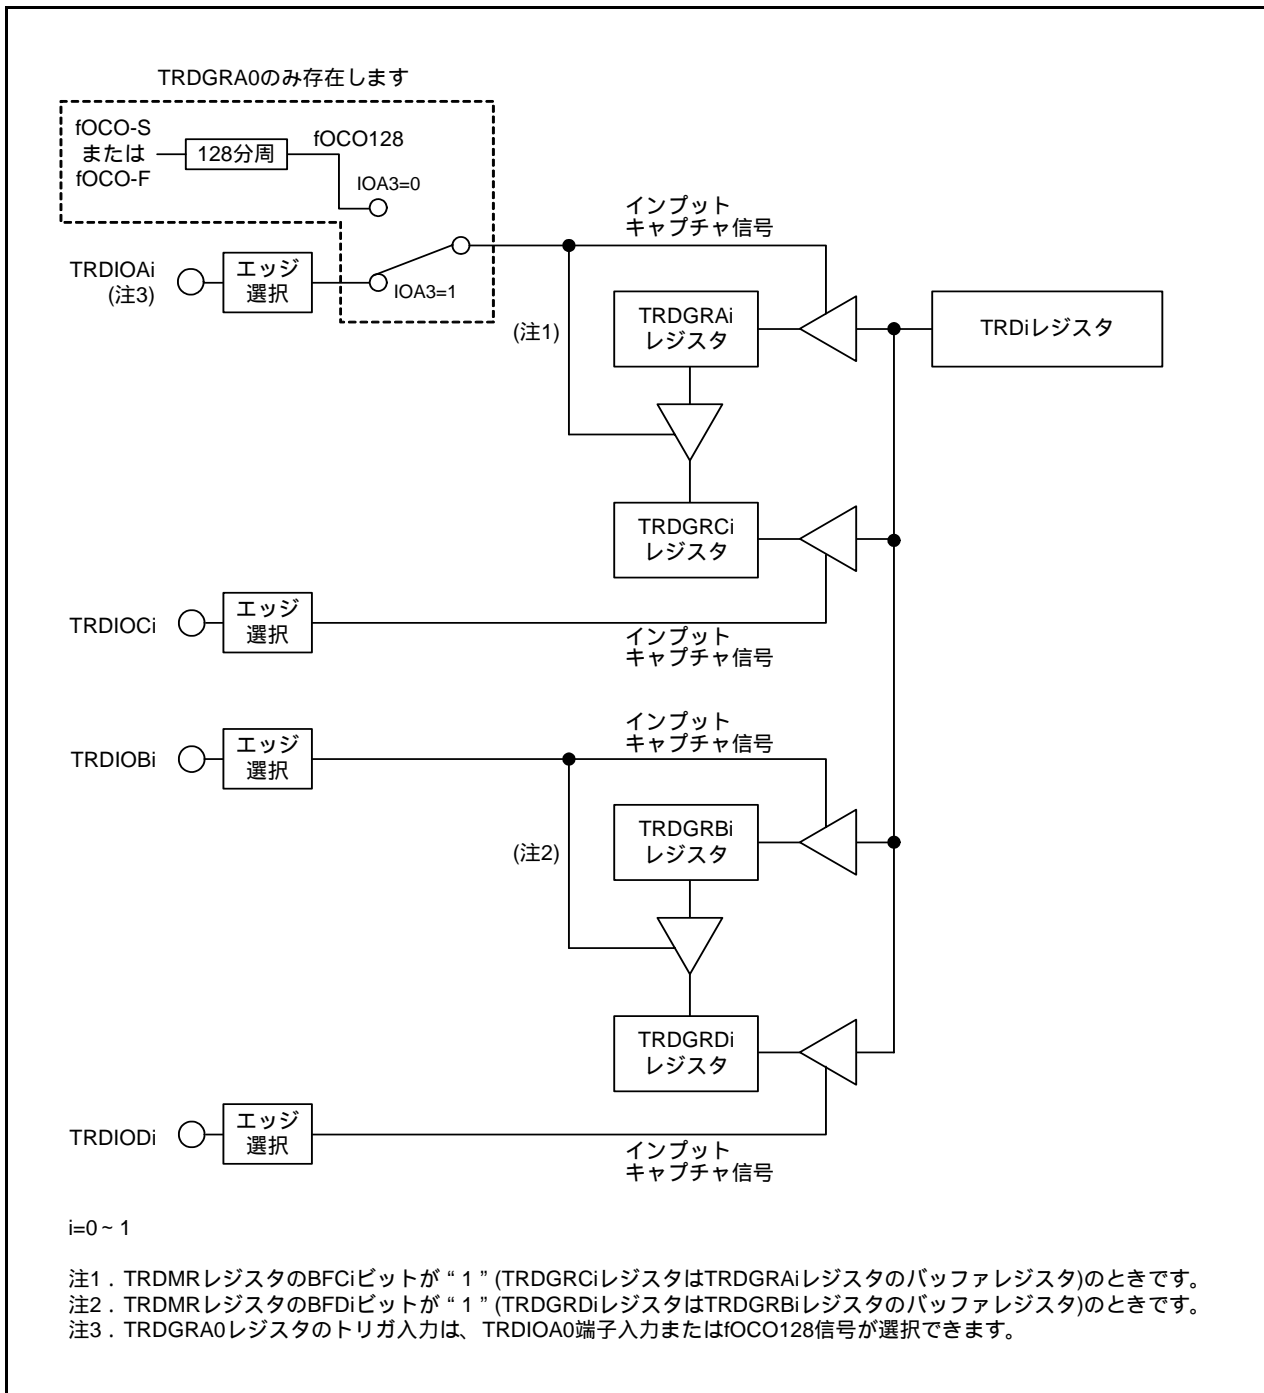 TRDGRA0のみ存在します
fOCO-S
または
fOCO-F
128分周
fOCO128
IOA3=0
インプット
キャプチャ信号
TRDIOAi
(注3)
エッジ
選択
IOA3=1
(注1)
TRDGRAi
レジスタ
TRDiレジスタ
TRDGRCi
レジスタ
TRDIOCi
エッジ
選択
インプット
キャプチャ信号
TRDIOBi
エッジ
選択
インプット
キャプチャ信号
(注2)
TRDGRBi
レジスタ
TRDGRDi
レジスタ
TRDIODi
エッジ
選択
インプット
キャプチャ信号
i=0 ~ 1
注1．TRDMRレジスタのBFCiビットが“1”(TRDGRCiレジスタはTRDGRAiレジスタのバッファレジスタ)のときです。
注2．TRDMRレジスタのBFDiビットが“1”(TRDGRDiレジスタはTRDGRBiレジスタのバッファレジスタ)のときです。
注3．TRDGRA0レジスタのトリガ入力は、TRDIOA0端子入力またはfOCO128信号が選択できます。